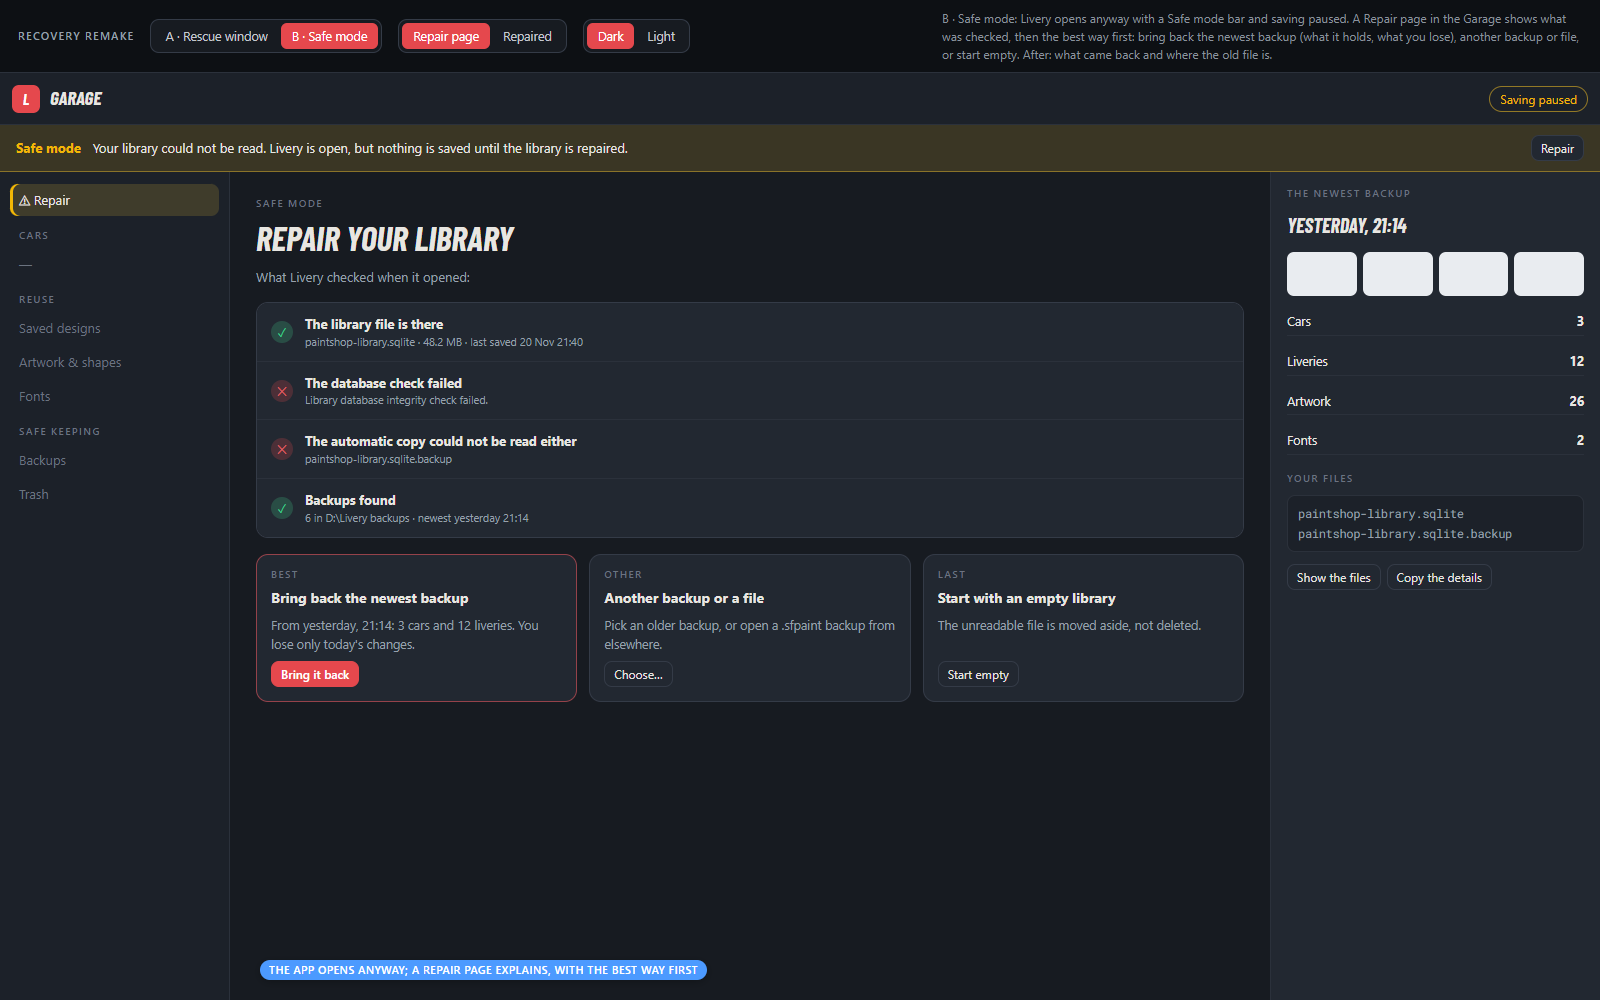 RECOVERY REMAKE
A · Rescue window
B · Safe mode
Repair page
Repaired
Dark
Light
B · Safe mode: Livery opens anyway with a Safe mode bar and saving paused. A Repair page in the Garage shows what
was checked, then the best way first: bring back the newest backup (what it holds, what you lose), another backup or file,
or start empty. After: what came back and where the old file is.
L
GARAGE
Saving paused
Safe mode Your library could not be read. Livery is open, but nothing is saved until the library is repaired.
Repair
⚠ Repair
CARS
—
REUSE
Saved designs
Artwork & shapes
Fonts
SAFE KEEPING
Backups
Trash
SAFE MODE
REPAIR YOUR LIBRARY
What Livery checked when it opened:
The library file is there
paintshop-library.sqlite · 48.2 MB · last saved 20 Nov 21:40
The database check failed
Library database integrity check failed.
The automatic copy could not be read either
paintshop-library.sqlite.backup
Backups found
6 in D:\Livery backups · newest yesterday 21:14
BEST
Bring back the newest backup
From yesterday, 21:14: 3 cars and 12 liveries. You
lose only today's changes.
Bring it back
OTHER
Another backup or a file
Pick an older backup, or open a .sfpaint backup from
elsewhere.
Choose...
LAST
Start with an empty library
The unreadable file is moved aside, not deleted.
Start empty
THE NEWEST BACKUP
YESTERDAY, 21:14
Cars 3
Liveries 12
Artwork 26
Fonts 2
YOUR FILES
paintshop-library.sqlite
paintshop-library.sqlite.backup
Show the files
Copy the details
THE APP OPENS ANYWAY; A REPAIR PAGE EXPLAINS, WITH THE BEST WAY FIRST